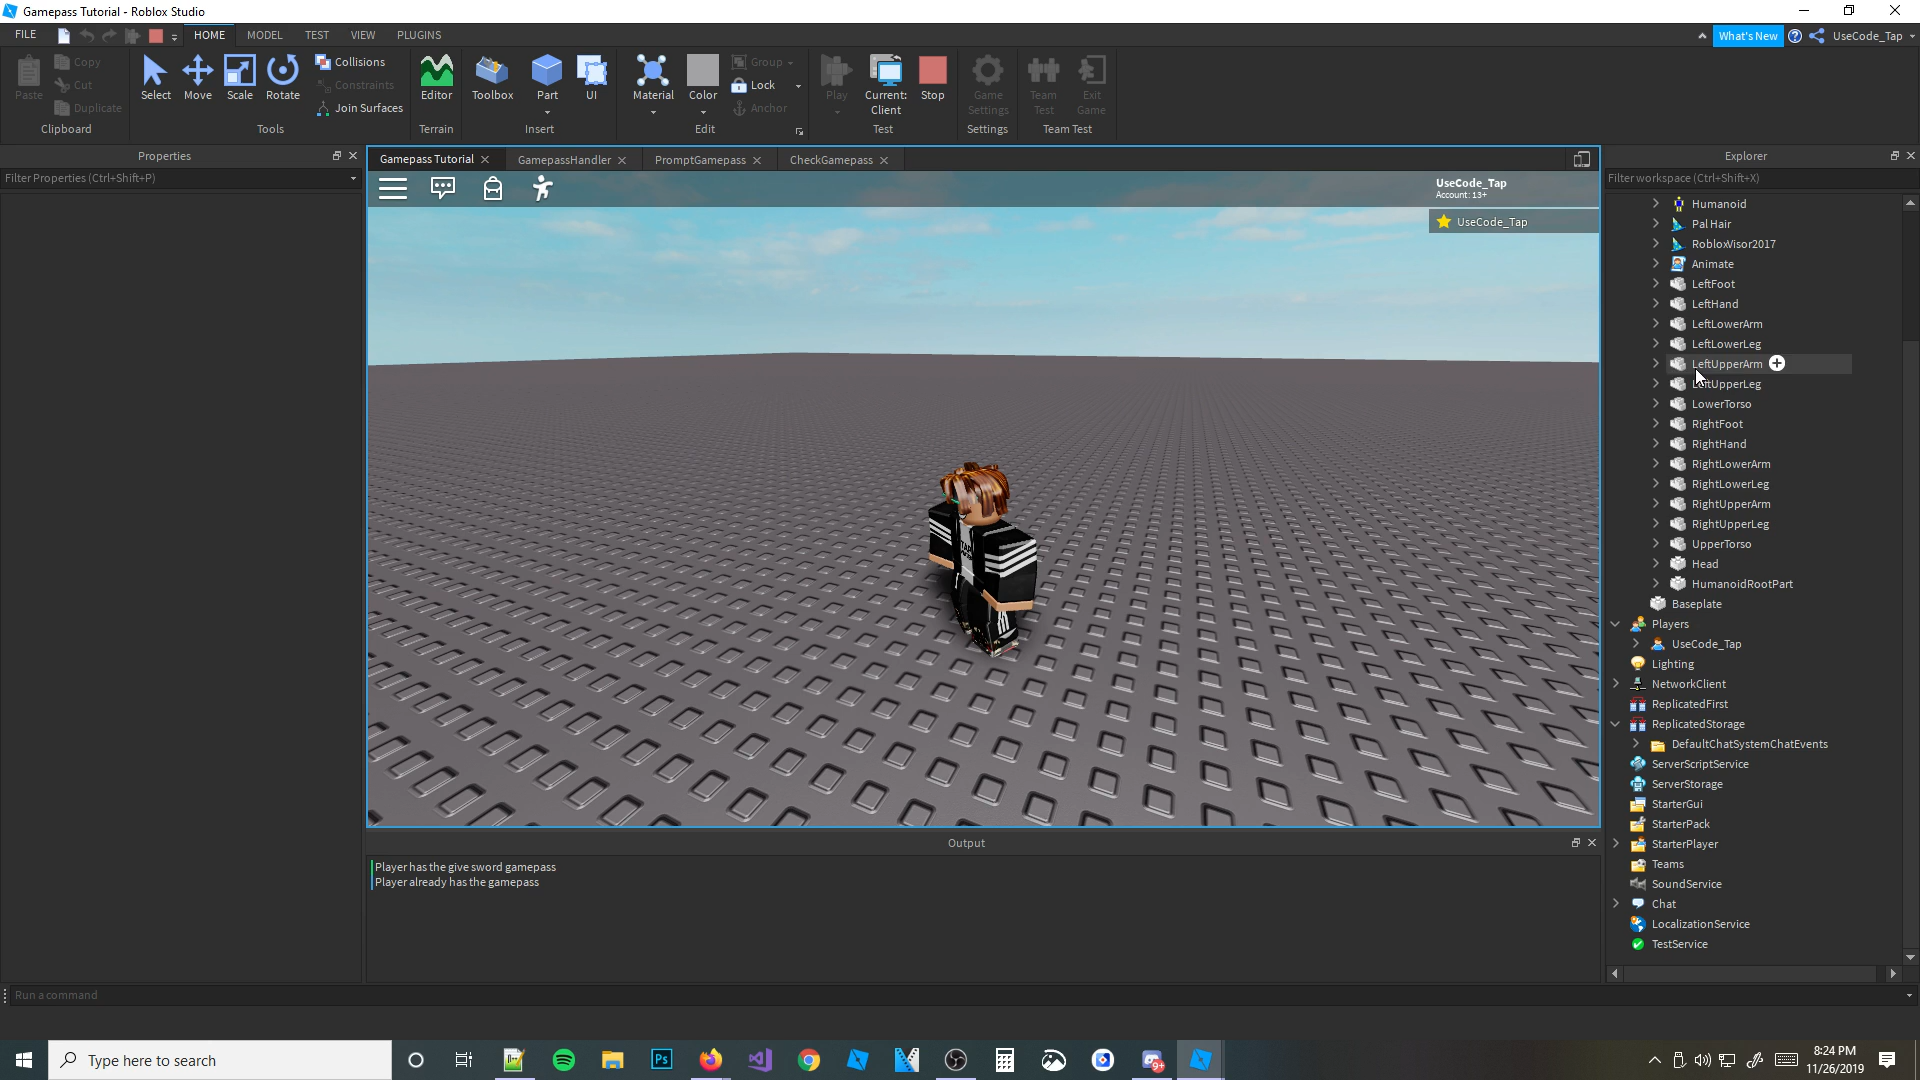 Gamepass Tutorial - Roblox Studio
FILE
HOME
MODEL
TEST
VIEW
PLUGINS
What's New
UseCode_Tap
Paste
Copy
Cut
Duplicate
Clipboard
Select
Move
Scale
Rotate
Collisions
Constraints
Join Surfaces
Tools
Editor
Terrain
Toolbox
Part
UI
Insert
Material
Color
Group
Lock
Anchor
Edit
Play
Current:
Client
Stop
Test
Game
Settings
Settings
Team
Test
Exit
Game
Team Test
Properties
Filter Properties (Ctrl+Shift+P)
Gamepass Tutorial
GamepassHandler
PromptGamepass
CheckGamepass
UseCode_Tap
Account: 13+
UseCode_Tap
Output
Player has the give sword gamepass
Player already has the gamepass
Explorer
Filter workspace (Ctrl+Shift+X)
Humanoid
Pal Hair
RobloxVisor2017
Animate
LeftFoot
LeftHand
LeftLowerArm
LeftLowerLeg
LeftUpperArm
LeftUpperLeg
LowerTorso
RightFoot
RightHand
RightLowerArm
RightLowerLeg
RightUpperArm
RightUpperLeg
UpperTorso
Head
HumanoidRootPart
Baseplate
Players
UseCode_Tap
Lighting
NetworkClient
ReplicatedFirst
ReplicatedStorage
DefaultChatSystemChatEvents
ServerScriptService
ServerStorage
StarterGui
StarterPack
StarterPlayer
Teams
SoundService
Chat
LocalizationService
TestService
Run a command
Type here to search
Ps
9+
8:24 PM
11/26/2019